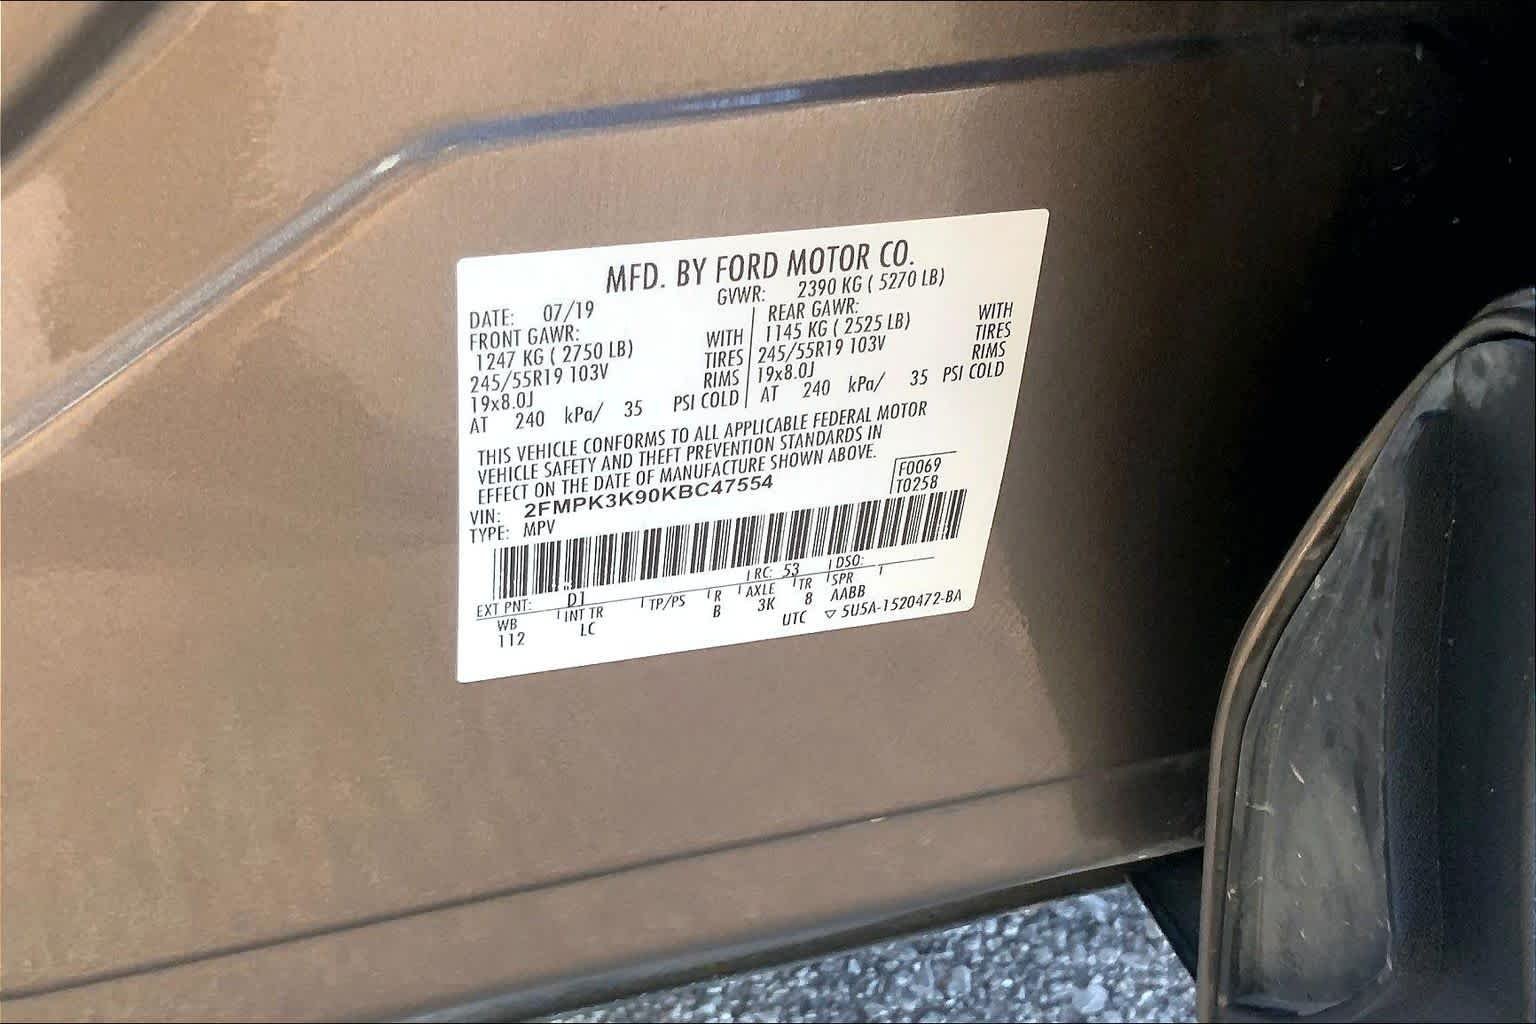 MFD. BY FORD MOTOR CO.
DATE: 07/19 GVWR: 2390 KG ( 5270 LB)
FRONT GAWR: WITH
1247 KG ( 2750 LB) TIRES
245/55R19 103V RIMS
19x8.0J
AT 240 kPa/ 35 PSI COLD
REAR GAWR: WITH
1145 KG ( 2525 LB) TIRES
245/55R19 103V RIMS
19x8.0J
AT 240 kPa/ 35 PSI COLD
THIS VEHICLE CONFORMS TO ALL APPLICABLE FEDERAL MOTOR
VEHICLE SAFETY AND THEFT PREVENTION STANDARDS IN
EFFECT ON THE DATE OF MANUFACTURE SHOWN ABOVE.
F0069
T0258
VIN: 2FMPK3K90KBC47554
TYPE: MPV
EXT PNT: D1 RC: 53 DSO:
WB INT TR TP/PS R AXLE TR SPR
112 LC B 3K 8 AABB
UTC ▽ 5U5A-1520472-BA